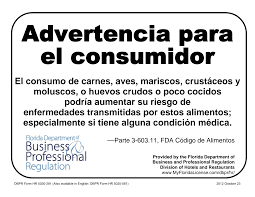 Advertencia para
el consumidor
El consumo de carnes, aves, mariscos, crustáceos y
moluscos, o huevos crudos o poco cocidos
podría aumentar su riesgo de
enfermedades transmitidas por estos alimentos;
especialmente si tiene alguna condición médica.
—Parte 3-603.11, FDA Código de Alimentos
Florida Department of
Business &
Professional
Regulation
Provided by the Florida Department of
Business and Professional Regulation
Division of Hotels and Restaurants
www.MyFloridaLicense.com/dbpr/hr/
DBPR Form HR 5030-091 (Also available in English: DBPR Form HR 5030-081)
2012 October 23